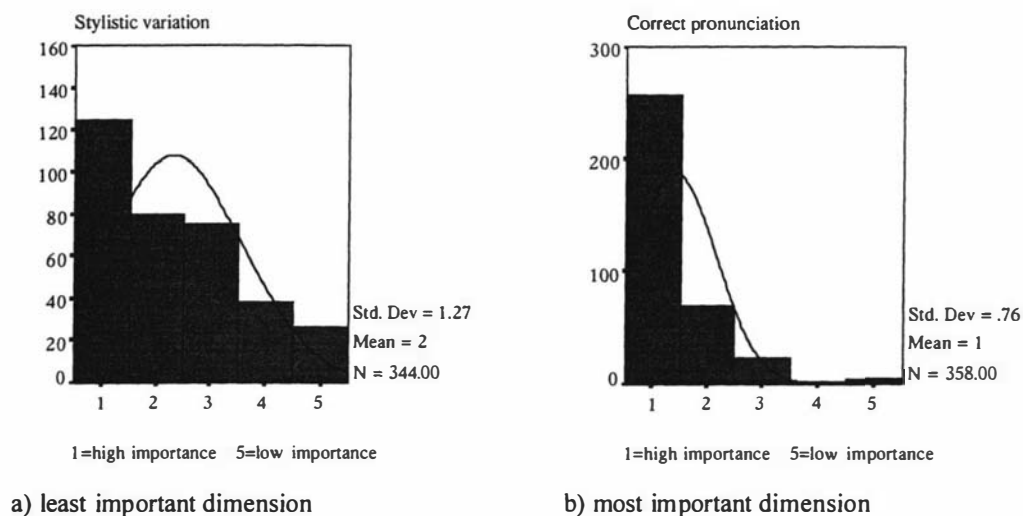 Stylistic variation
160
140
120
100
80
60
40
20
0
1 2 3 4 5
Std. Dev = 1.27
Mean = 2
N = 344.00
1=high importance 5=low importance
a) least important dimension
Correct pronunciation
300
200
100
0
1 2 3 4 5
Std. Dev = .76
Mean = 1
N = 358.00
1=high importance 5=low importance
b) most important dimension